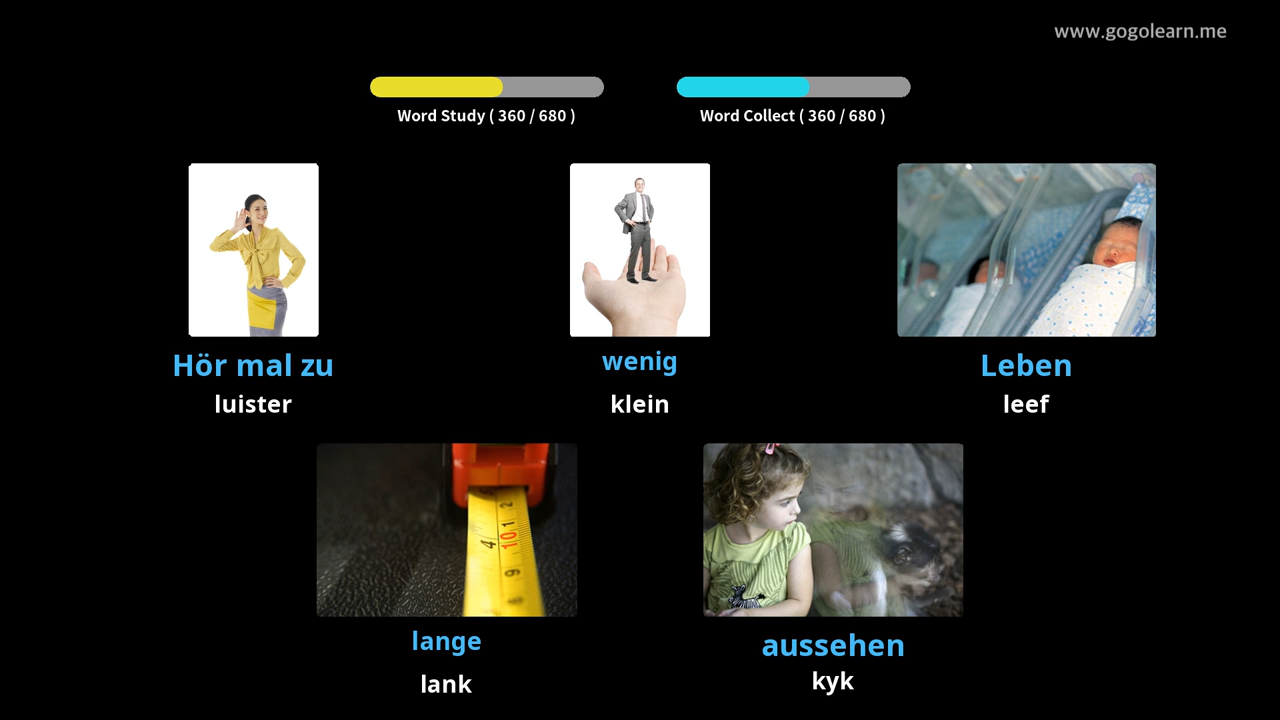 www.gogolearn.me
Word Study ( 360 / 680 )
Word Collect ( 360 / 680 )
Hör mal zu
luister
wenig
klein
Leben
leef
lange
lank
aussehen
kyk